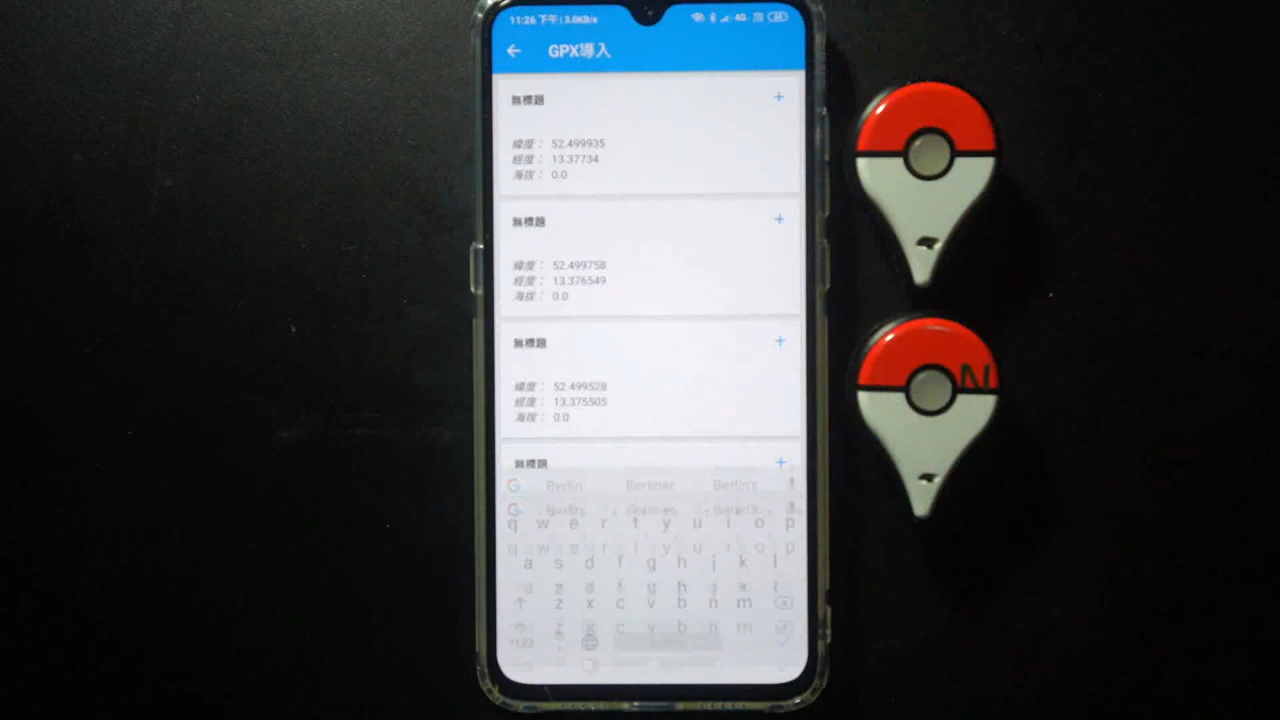 11:26 下午 | 3.0KB/s 4G
GPX導入
無標題
緯度： 52.499935
經度： 13.37734
海拔： 0.0
無標題
緯度： 52.499758
經度： 13.376549
海拔： 0.0
無標題
緯度： 52.499528
經度： 13.375505
海拔： 0.0
無標題
G Berlin Berliner Berlin's
q w e r t y u i o p
a s d f g h j k l
z x c v b n m
N